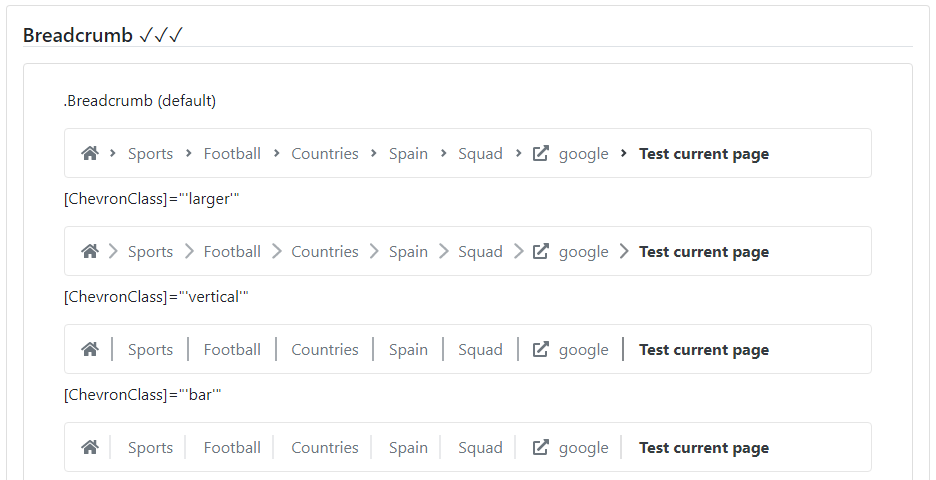 Breadcrumb ✓✓✓
.Breadcrumb (default)
Sports Football Countries Spain Squad google Test current page
[ChevronClass]="'larger'"
Sports Football Countries Spain Squad google Test current page
[ChevronClass]="'vertical'"
Sports Football Countries Spain Squad google Test current page
[ChevronClass]="'bar'"
Sports Football Countries Spain Squad google Test current page